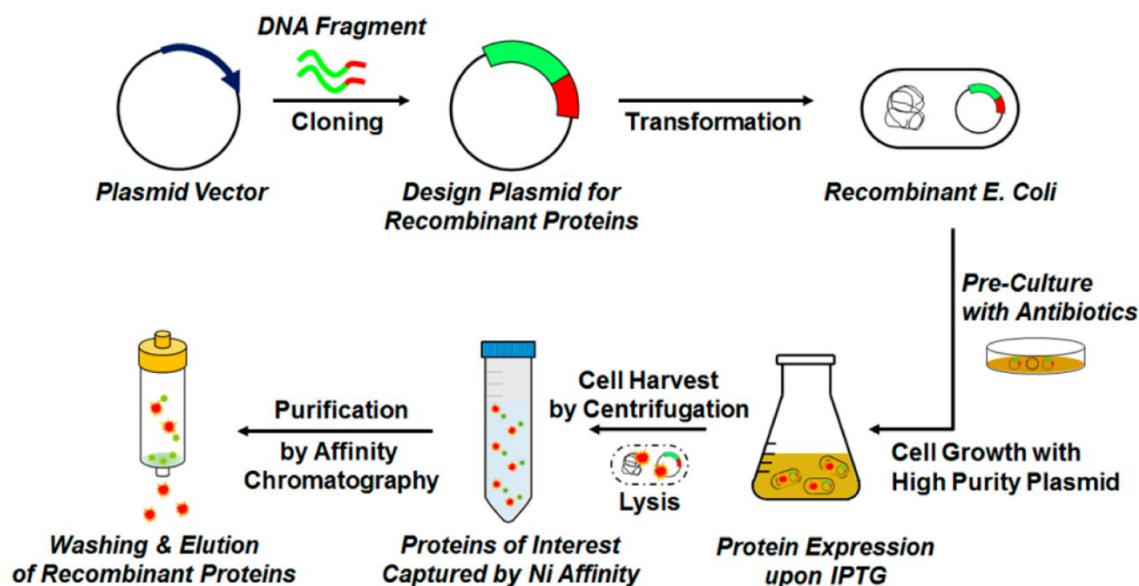 DNA Fragment
Cloning
Plasmid Vector
Design Plasmid for
Recombinant Proteins
Transformation
Recombinant E. Coli
Pre-Culture
with Antibiotics
Cell Growth with
High Purity Plasmid
Protein Expression
upon IPTG
Cell Harvest
by Centrifugation
Lysis
Proteins of Interest
Captured by Ni Affinity
Purification
by Affinity
Chromatography
Washing & Elution
of Recombinant Proteins